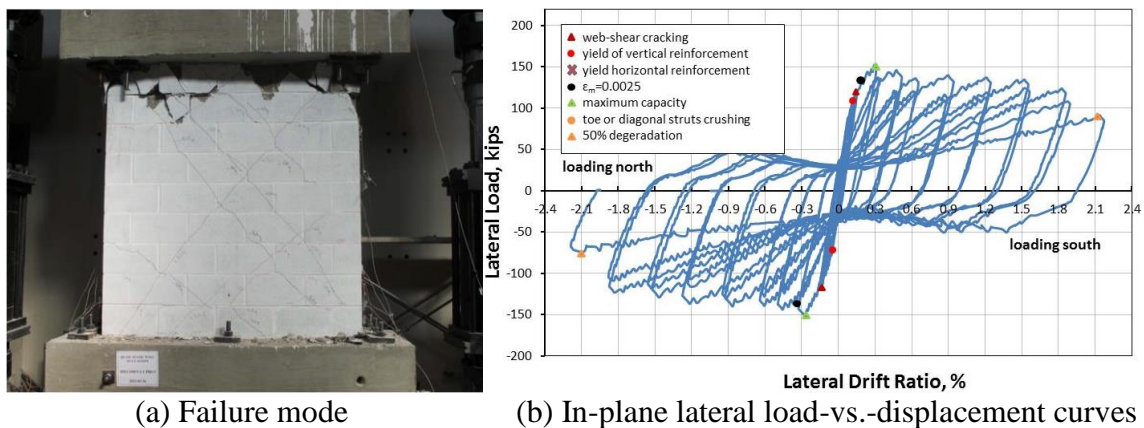 200
150
100
50
0
-50
-100
-150
-200
Lateral Load, kips
web-shear cracking
yield of vertical reinforcement
yield horizontal reinforcement
εm=0.0025
maximum capacity
toe or diagonal struts crushing
50% degeradation
loading north
-2.4 -2.1 -1.8 -1.5 -1.2 -0.9 -0.6 -0.3 0 0.3 0.6 0.9 1.2 1.5 1.8 2.1 2.4
loading south
Lateral Drift Ratio, %
(a) Failure mode
(b) In-plane lateral load-vs.-displacement curves